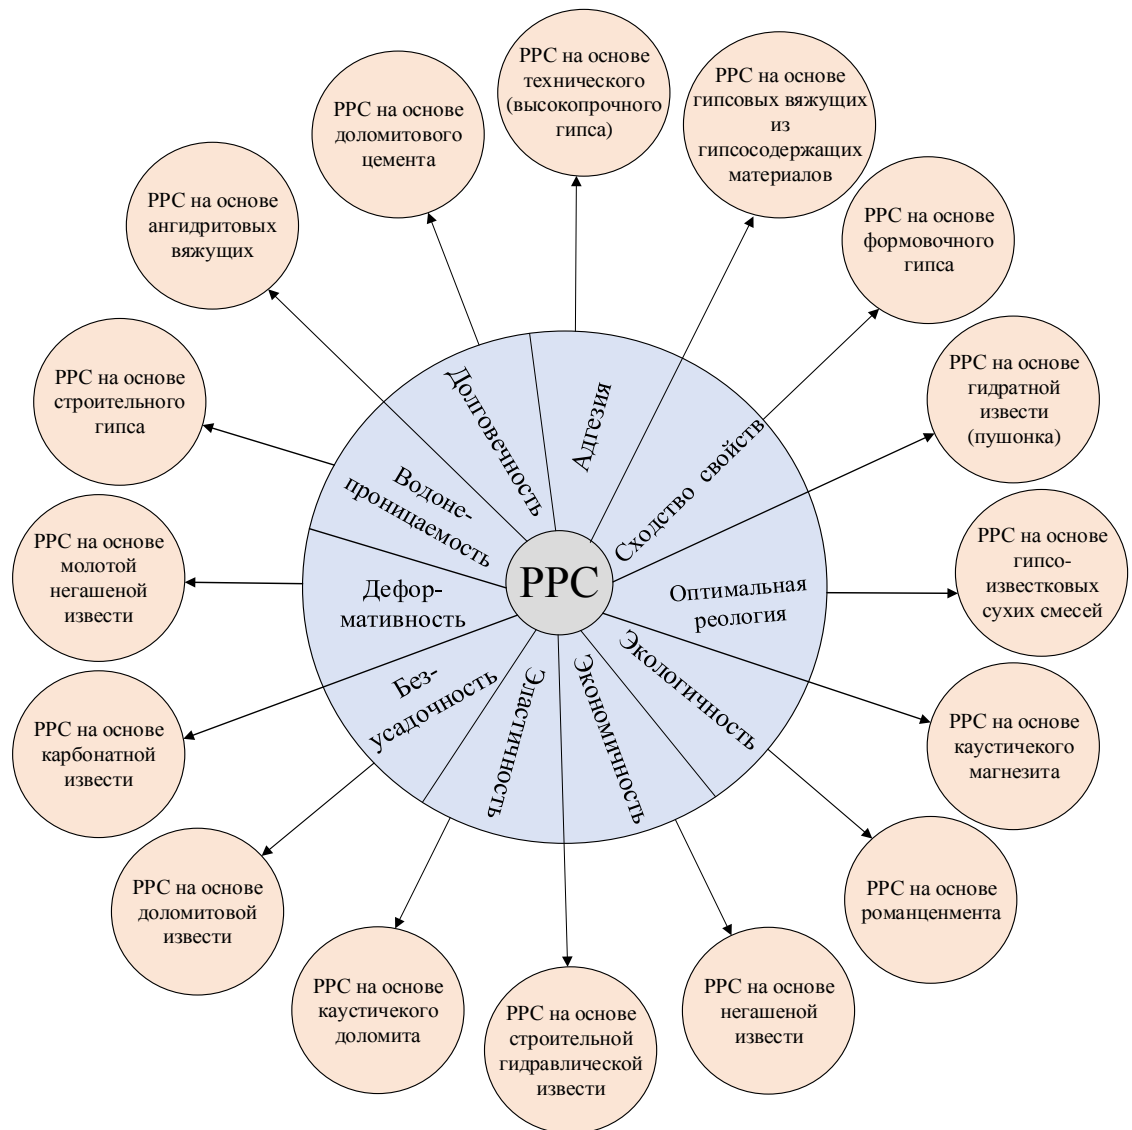 РРС на основе
технического
(высокопрочного
гипса)
РРС на основе
гипсовых вяжущих
из
гипсосодержащих
материалов
РРС на основе
формовочного
гипса
РРС на основе
гидратной
извести
(пушонка)
РРС на основе
гипсо-
известковых
сухих смесей
РРС на основе
каустичекого
магнезита
РРС на основе
романценмента
РРС на основе
негашеной
извести
РРС на основе
строительной
гидравлической
извести
РРС на основе
каустичекого
доломита
РРС на основе
доломитовой
извести
РРС на основе
карбонатной
извести
РРС на основе
молотой
негашеной
извести
РРС на основе
строительного
гипса
РРС на основе
ангидритовых
вяжущих
РРС на основе
доломитового
цемента
Долговечность
Адгезия
Сходство свойств
Оптимальная
реология
Экологичность
Экономичность
Эластичность
Без-
усадочность
Дефор-
мативность
Водоне-
проницаемость
РРС